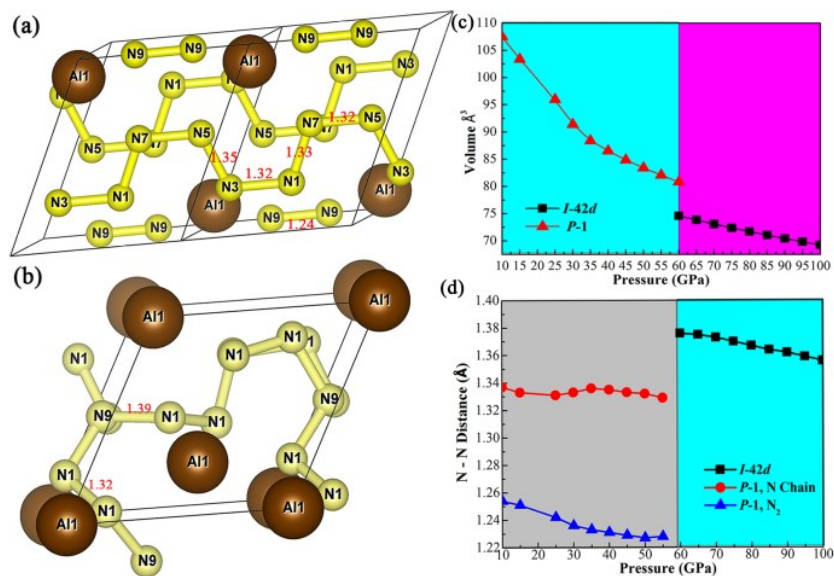 (a)
N9 N9 N9 N9
Al1 Al1
N1 N1 N3
N5 N7 N5 N5 N7 1.32 N5
1.35 1.32 1.33
N3 N1 N3 N1 N3
Al1 Al1
N9 N9 N9 N9
1.24
(b)
Al1 Al1
N1 N1 N1
N9 1.39 N1 N1 N9
Al1
N1 N1
1.32
N1 N1
Al1 Al1
N9
(c)
110
105
100
95
90
85
80
75
70
Volume Å³
I-42d
P-1
10 15 20 25 30 35 40 45 50 55 60 65 70 75 80 85 90 95 100
Pressure (GPa)
(d)
1.40
1.38
1.36
1.34
1.32
1.30
1.28
1.26
1.24
1.22
N - N Distance (Å)
I-42d
P-1, N Chain
P-1, N₂
10 20 30 40 50 60 70 80 90 100
Pressure (GPa)